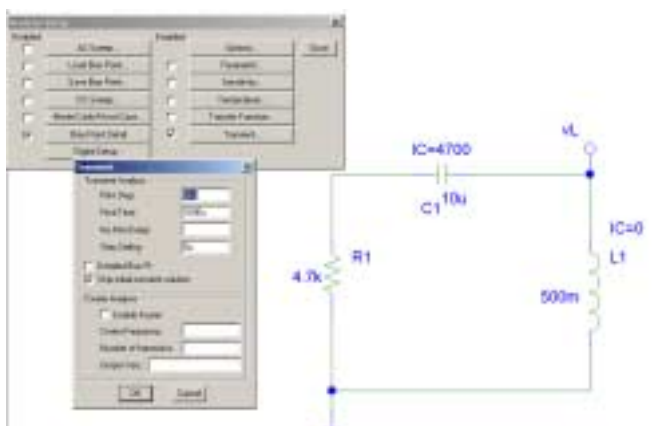 Enabled
Enabled
AC Sweep...
Options...
Close
Load Bias Point...
Parametric...
Save Bias Point...
Sensitivity...
DC Sweep...
Temperature...
Monte Carlo/Worst Case...
Transfer Function...
Bias Point Detail
Transient...
Digital Setup...
Transient
Transient Analysis
Print Step:
Final Time:
No-Print Delay:
Step Ceiling:
Detailed Bias Pt.
Skip initial transient solution
Fourier Analysis
Enable Fourier
Center Frequency:
Number of harmonics:
Output Vars.:
OK
Cancel
vL
IC=4700
C1
10u
R1
4.7k
IC=0
L1
500m